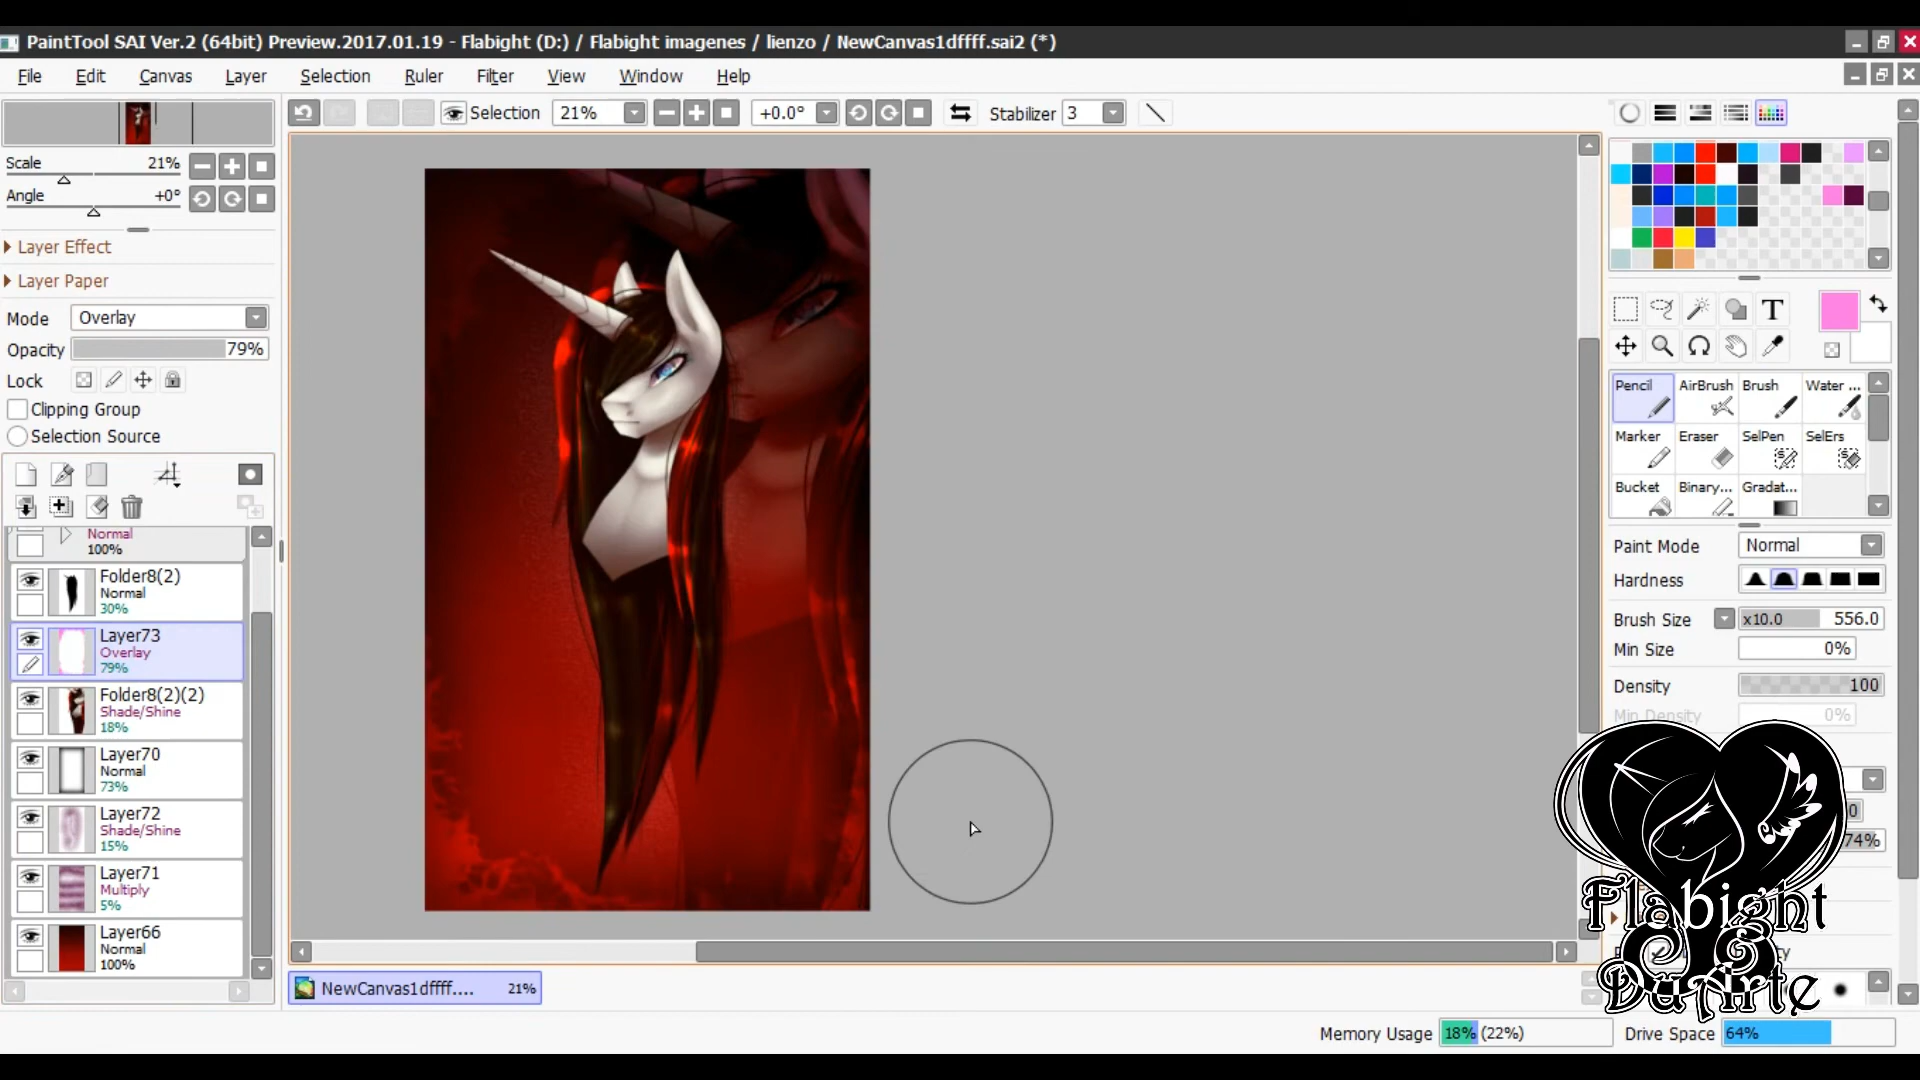 PaintTool SAI Ver.2 (64bit) Preview.2017.01.19 - Flabight (D:) / Flabight imagenes / lienzo / NewCanvas1dffff.sai2 (*)
File Edit Canvas Layer Selection Ruler Filter View Window Help
Selection 21% +0.0° Stabilizer 3
Scale 21%
Angle +0°
Layer Effect
Layer Paper
Mode Overlay
Opacity 79%
Lock
Clipping Group
Selection Source
Normal
100%
Folder8(2)
Normal
30%
Layer73
Overlay
79%
Folder8(2)(2)
Shade/Shine
18%
Layer70
Normal
73%
Layer72
Shade/Shine
15%
Layer71
Multiply
5%
Layer66
Normal
100%
NewCanvas1dffff.... 21%
T
Pencil AirBrush Brush Water ...
Marker Eraser SelPen SelErs
Bucket Binary... Gradat...
Paint Mode Normal
Hardness
Brush Size x10.0 556.0
Min Size 0%
Density 100
Min Density 0%
0
74%
Flabight
DuArte
Memory Usage 18% (22%) Drive Space 64%